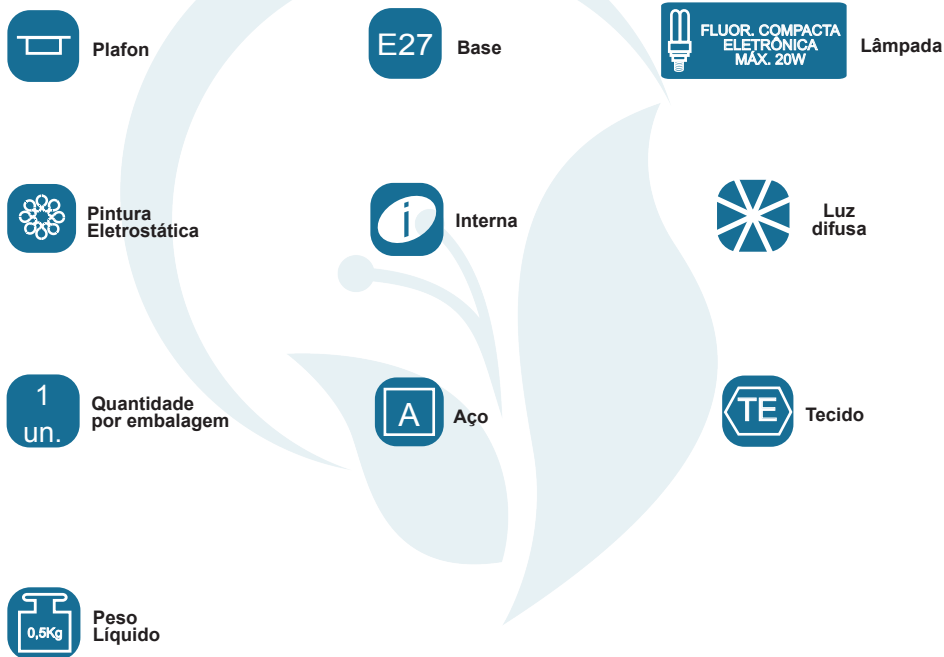 Plafon
E27
Base
FLUOR. COMPACTA
ELETRÔNICA
MÁX. 20W
Lâmpada
Pintura
Eletrostática
i
Interna
Luz
difusa
1
un.
Quantidade
por embalagem
A
Aço
TE
Tecido
0,5Kg
Peso
Líquido